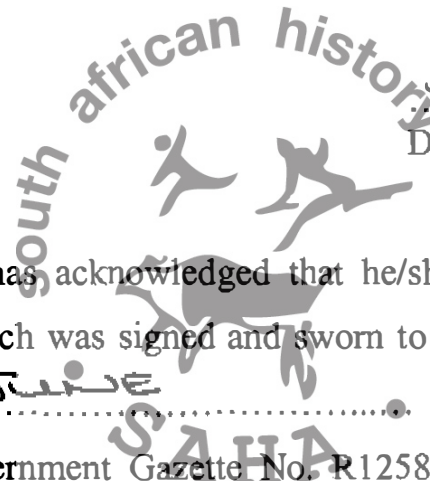 south african history
D
has acknowledged that he/sh
ch was signed and sworn to
JUNE
ernment Gazette No. R1258
SAHA